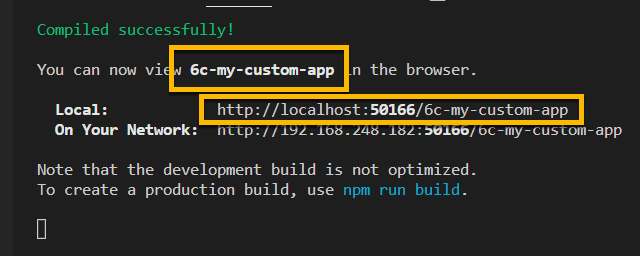 Compiled successfully!
You can now view 6c-my-custom-app in the browser.
Local: http://localhost:50166/6c-my-custom-app
On Your Network: http://192.168.248.182:50166/6c-my-custom-app
Note that the development build is not optimized.
To create a production build, use npm run build.